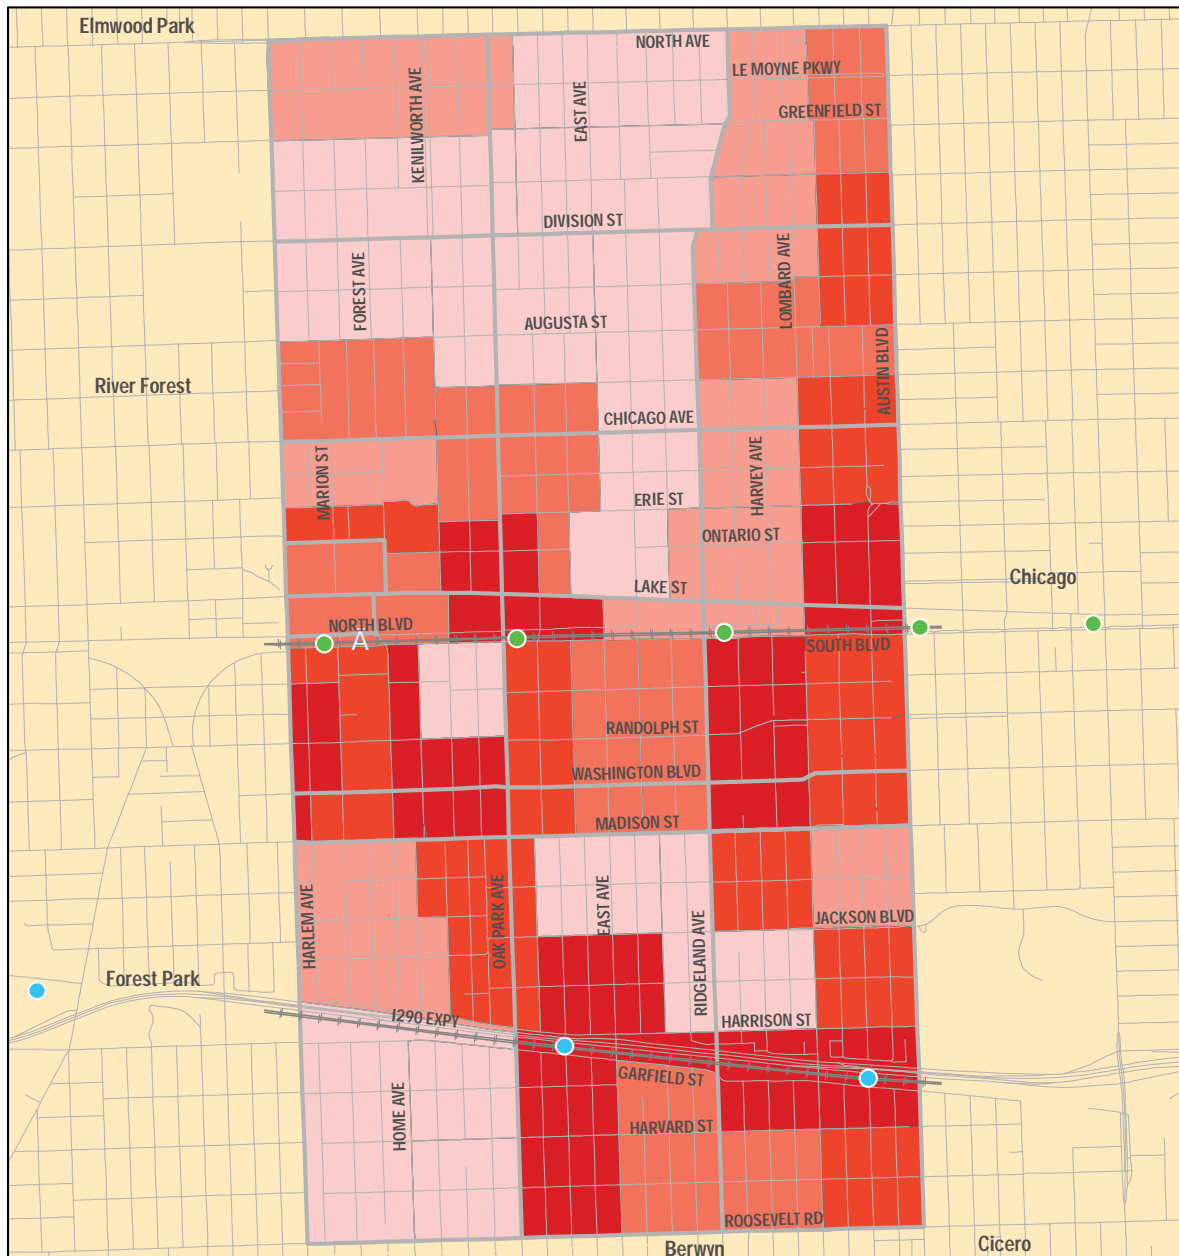 Elmwood Park
NORTH AVE
LE MOYNE PKWY
KENILWORTH AVE
EAST AVE
GREENFIELD ST
DIVISION ST
FOREST AVE
LOMBARD AVE
AUGUSTA ST
AUSTIN BLVD
River Forest
CHICAGO AVE
MARION ST
HARVEY AVE
ERIE ST
ONTARIO ST
Chicago
LAKE ST
NORTH BLVD
A
SOUTH BLVD
RANDOLPH ST
WASHINGTON BLVD
MADISON ST
HARLEM AVE
OAK PARK AVE
EAST AVE
RIDGELAND AVE
JACKSON BLVD
Forest Park
I290 EXPY
HARRISON ST
GARFIELD ST
HOME AVE
HARVARD ST
ROOSEVELT RD
Berwyn
Cicero